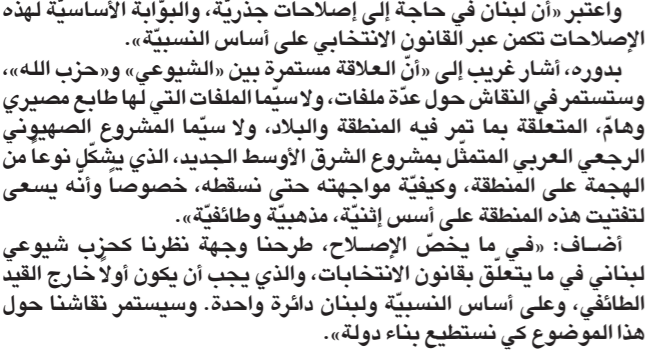 واعتبر «أن لبنان في حاجة إلى إصلاحات جذريّة، والبوّابة الأساسيّة لهذه
الإصلاحات تكمن عبر القانون الانتخابي على أساس النسبيّة».
بدوره، أشار غريب إلى «أنّ العلاقة مستمرة بين «الشيوعي» و«حزب الله»،
وستستمر في النقاش حول عدّة ملفات، ولاسيّما الملفات التي لها طابع مصيري
وهامّ، المتعلّقة بما تمر فيه المنطقة والبلاد، ولا سيّما المشروع الصهيوني
الرجعي العربي المتمثّل بمشروع الشرق الأوسط الجديد، الذي يشكّل نوعاً من
الهجمة على المنطقة، وكيفيّة مواجهته حتى نسقطه، خصوصاً وأنّه يسعى
لتفتيت هذه المنطقة على أسس إثنيّة، مذهبيّة وطائفيّة».
أضاف: «في ما يخصّ الإصلاح، طرحنا وجهة نظرنا كحزب شيوعي
لبناني في ما يتعلّق بقانون الانتخابات، والذي يجب أن يكون أولاً خارج القيد
الطائفي، وعلى أساس النسبيّة ولبنان دائرة واحدة. وسيستمر نقاشنا حول
هذا الموضوع كي نستطيع بناء دولة».